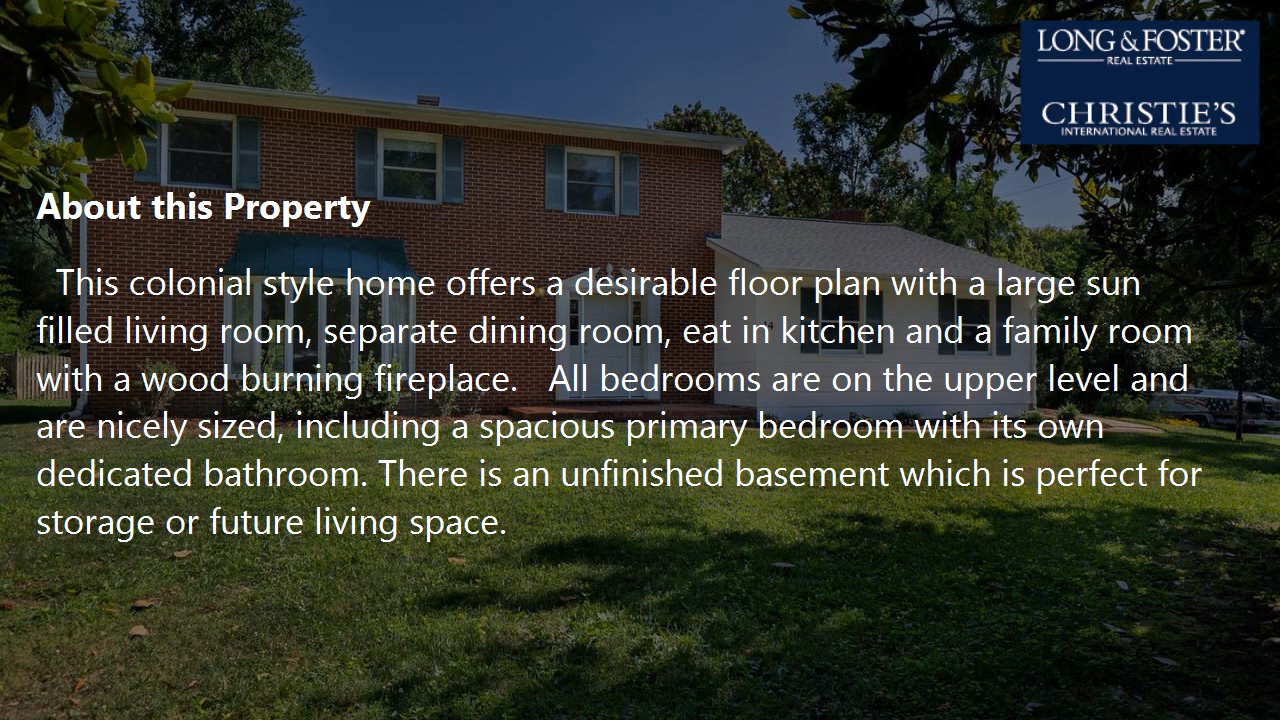 LONG & FOSTER®
REAL ESTATE
CHRISTIE'S
INTERNATIONAL REAL ESTATE
About this Property
This colonial style home offers a desirable floor plan with a large sun
filled living room, separate dining room, eat in kitchen and a family room
with a wood burning fireplace. All bedrooms are on the upper level and
are nicely sized, including a spacious primary bedroom with its own
dedicated bathroom. There is an unfinished basement which is perfect for
storage or future living space.